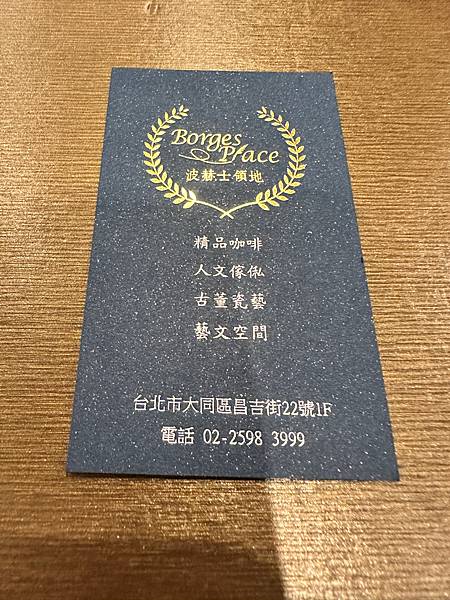 Borges
Place
波赫士領地
精品咖啡
人文傢俬
古董瓷藝
藝文空間
台北市大同區昌吉街22號1F
電話 02-2598 3999